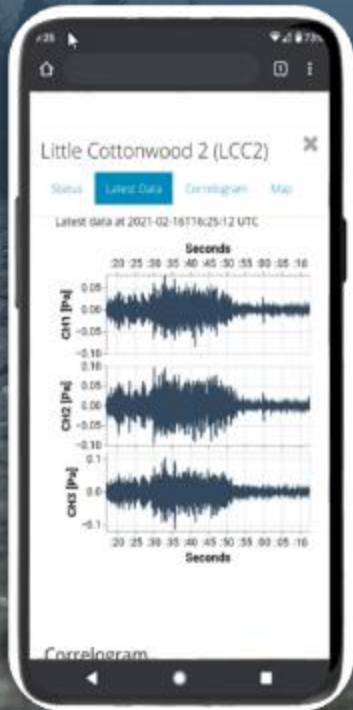 :25 73%
1
Little Cottonwood 2 (LCC2) ×
Status Latest Data Correlogram Map
Latest data at 2021-02-16T16:25:12 UTC
Seconds
:20 :25 :30 :35 :40 :45 :50 :55 :00 :05 :10
CH1 [Pa]
0.05
0.00
-0.05
-0.10
CH2 [Pa]
0.10
0.05
0.00
-0.05
-0.10
CH3 [Pa]
0.1
0.0
-0.1
:20 :25 :30 :35 :40 :45 :50 :55 :00 :05 :10
Seconds
Correlogram